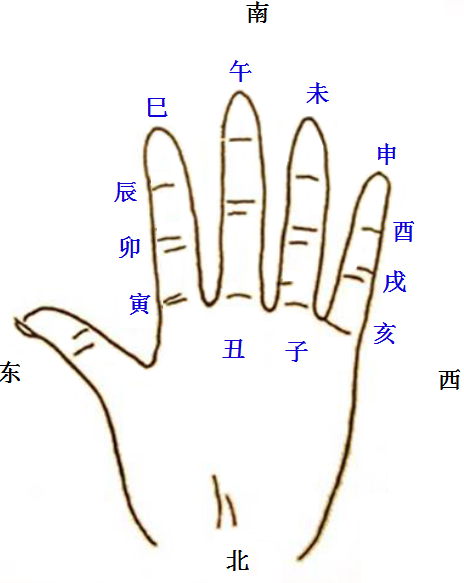 南
午
未
巳
申
辰
酉
卯
戌
寅
亥
丑
子
东
西
北